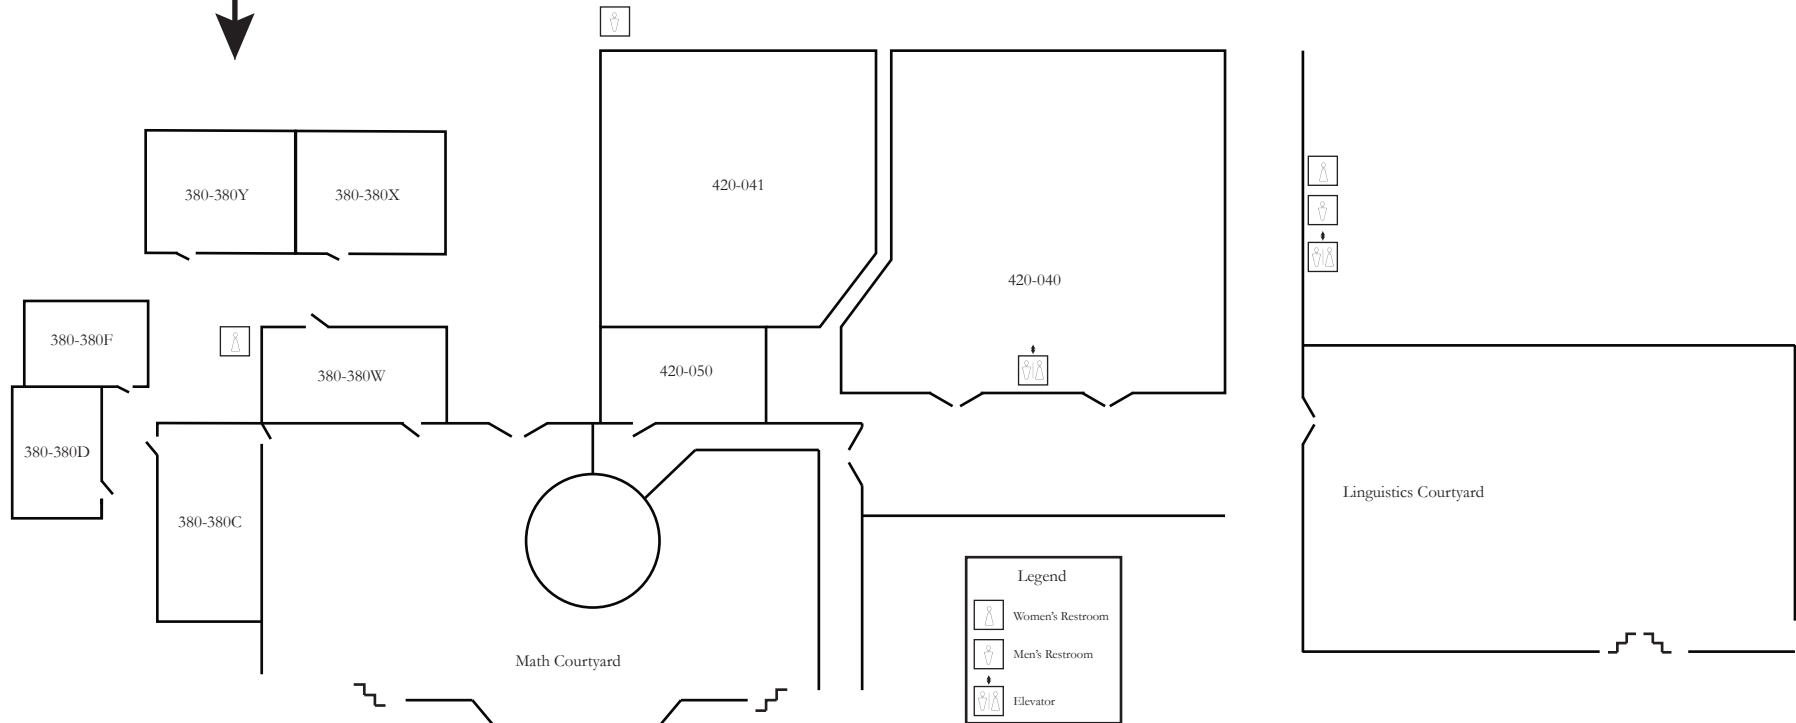 380-380Y
380-380X
420-041
420-040
380-380F
380-380W
420-050
380-380D
380-380C
Linguistics Courtyard
Math Courtyard
Legend
Women's Restroom
Men's Restroom
Elevator